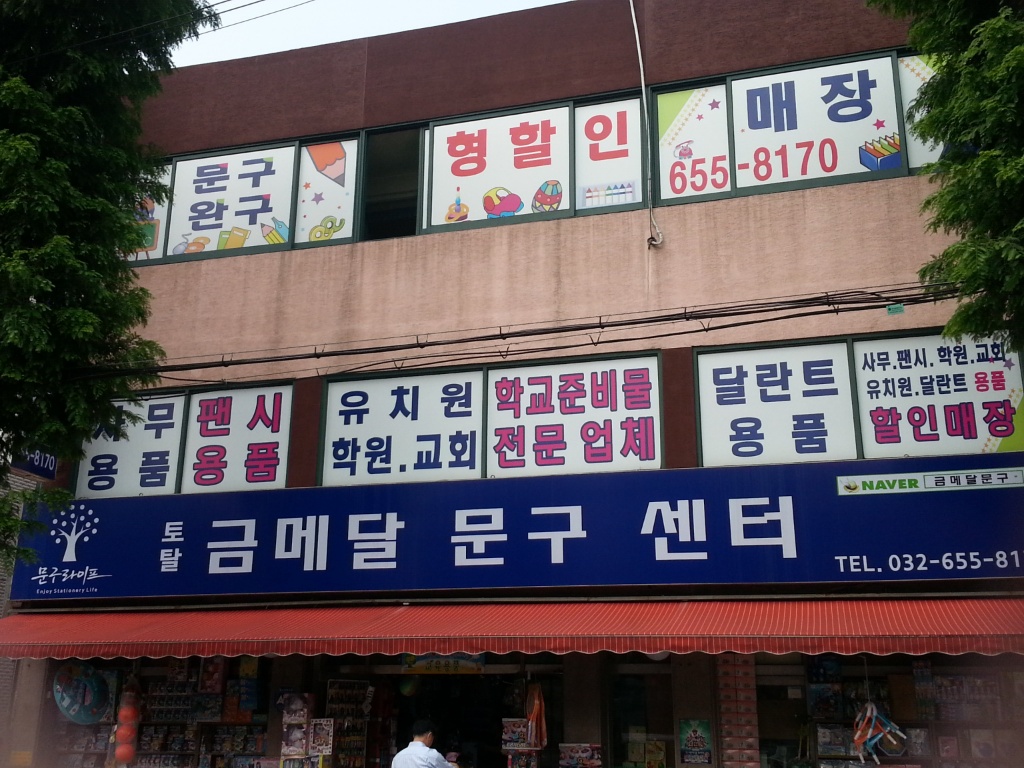 문구
완구
형할인
매장
655-8170
사무
용품
팬시
용품
유치원
학원.교회
학교준비물
전문업체
달란트
용품
사무.팬시.학원.교회
유치원.달란트 용품
할인매장
5-8170
NAVER 금메달문구
토탈 금메달 문구 센터
문구라이프
Enjoy Stationery Life
TEL. 032-655-81